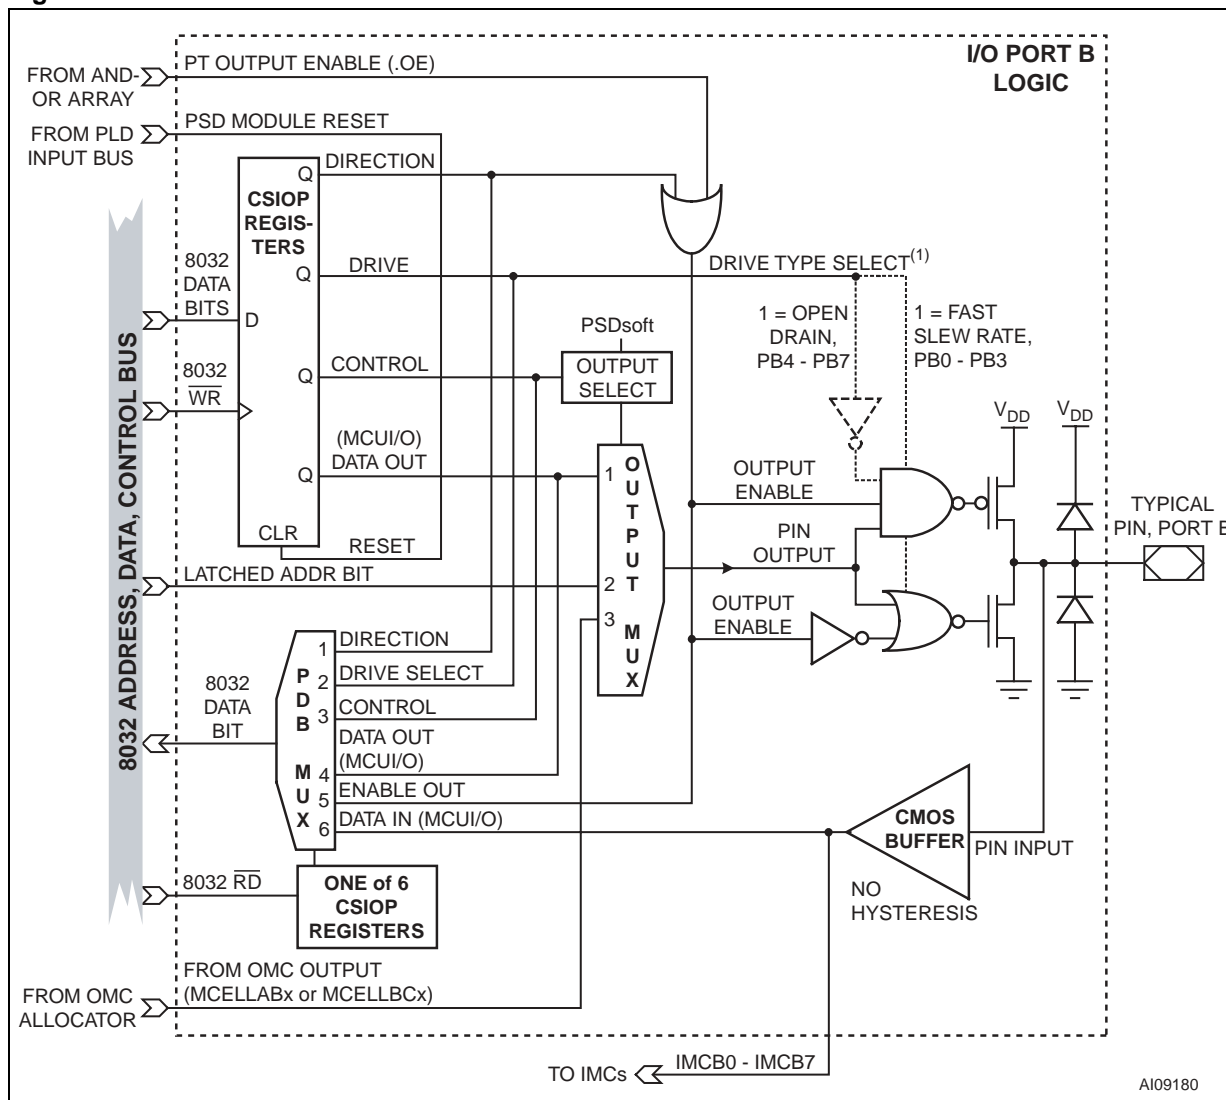 I/O PORT B
LOGIC
FROM AND-
OR ARRAY
PT OUTPUT ENABLE (.OE)
FROM PLD
INPUT BUS
PSD MODULE RESET
8032 ADDRESS, DATA, CONTROL BUS
CSIOP
REGIS-
TERS
Q
DIRECTION
Q
DRIVE
DRIVE TYPE SELECT(1)
8032
DATA
BITS
D
8032
WR
Q
CONTROL
Q
(MCUI/O)
DATA OUT
CLR
RESET
PSDsoft
OUTPUT
SELECT
1 = OPEN
DRAIN,
PB4 - PB7
1 = FAST
SLEW RATE,
PB0 - PB3
VDD
VDD
OUTPUT MUX
1
2
3
OUTPUT
ENABLE
PIN
OUTPUT
OUTPUT
ENABLE
TYPICAL
PIN, PORT B
LATCHED ADDR BIT
PDB MUX
1
DIRECTION
2
DRIVE SELECT
3
CONTROL
4
DATA OUT
(MCUI/O)
5
ENABLE OUT
6
DATA IN (MCUI/O)
8032
DATA
BIT
CMOS
BUFFER
PIN INPUT
NO
HYSTERESIS
8032 RD
ONE of 6
CSIOP
REGISTERS
FROM OMC
ALLOCATOR
FROM OMC OUTPUT
(MCELLABx or MCELLBCx)
TO IMCs
IMCB0 - IMCB7
AI09180